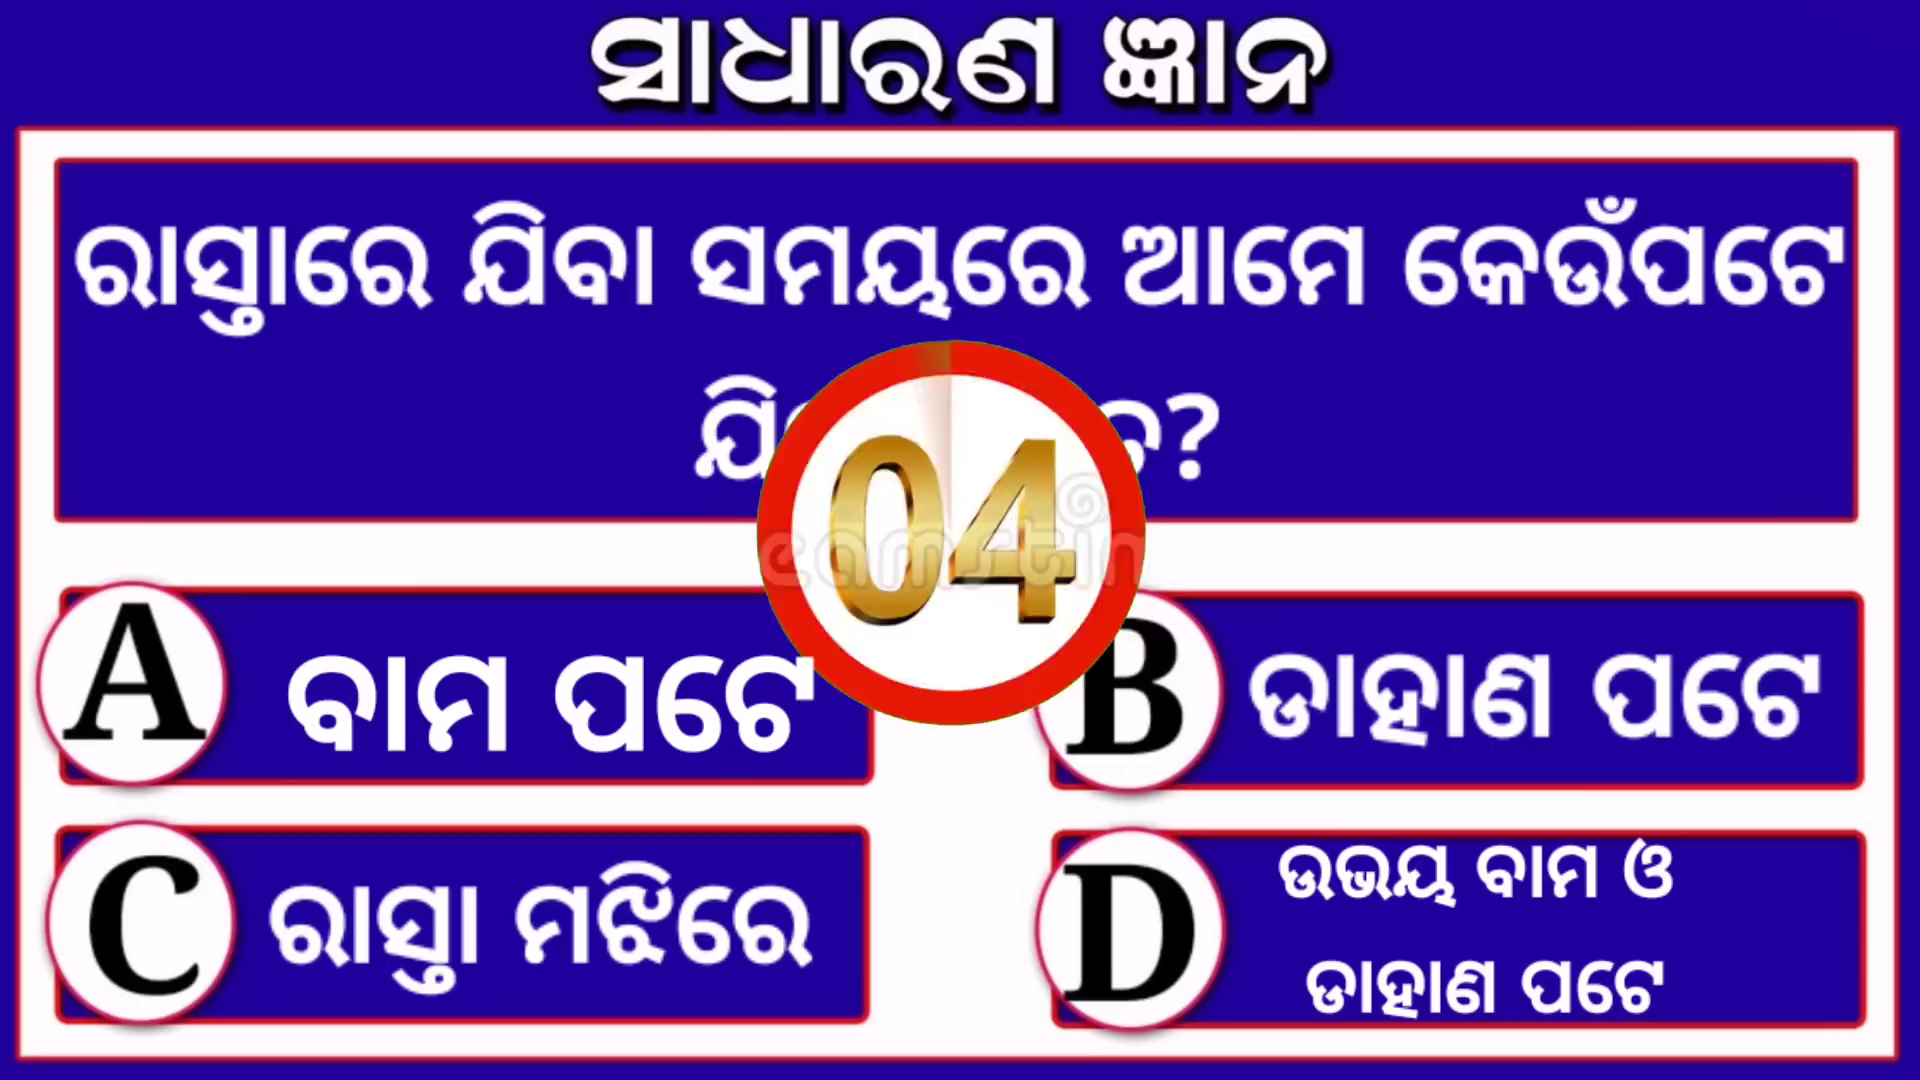 ସାଧାରଣ ଜ୍ଞାନ
ରାସ୍ତାରେ ଯିବା ସମୟରେ ଆମେ କେଉଁପଟେ
?
04
A ବାମ ପଟେ
B ଡାହାଣ ପଟେ
C ରାସ୍ତା ମଝିରେ
D ଉଭୟ ବାମ ଓ
ଡାହାଣ ପଟେ